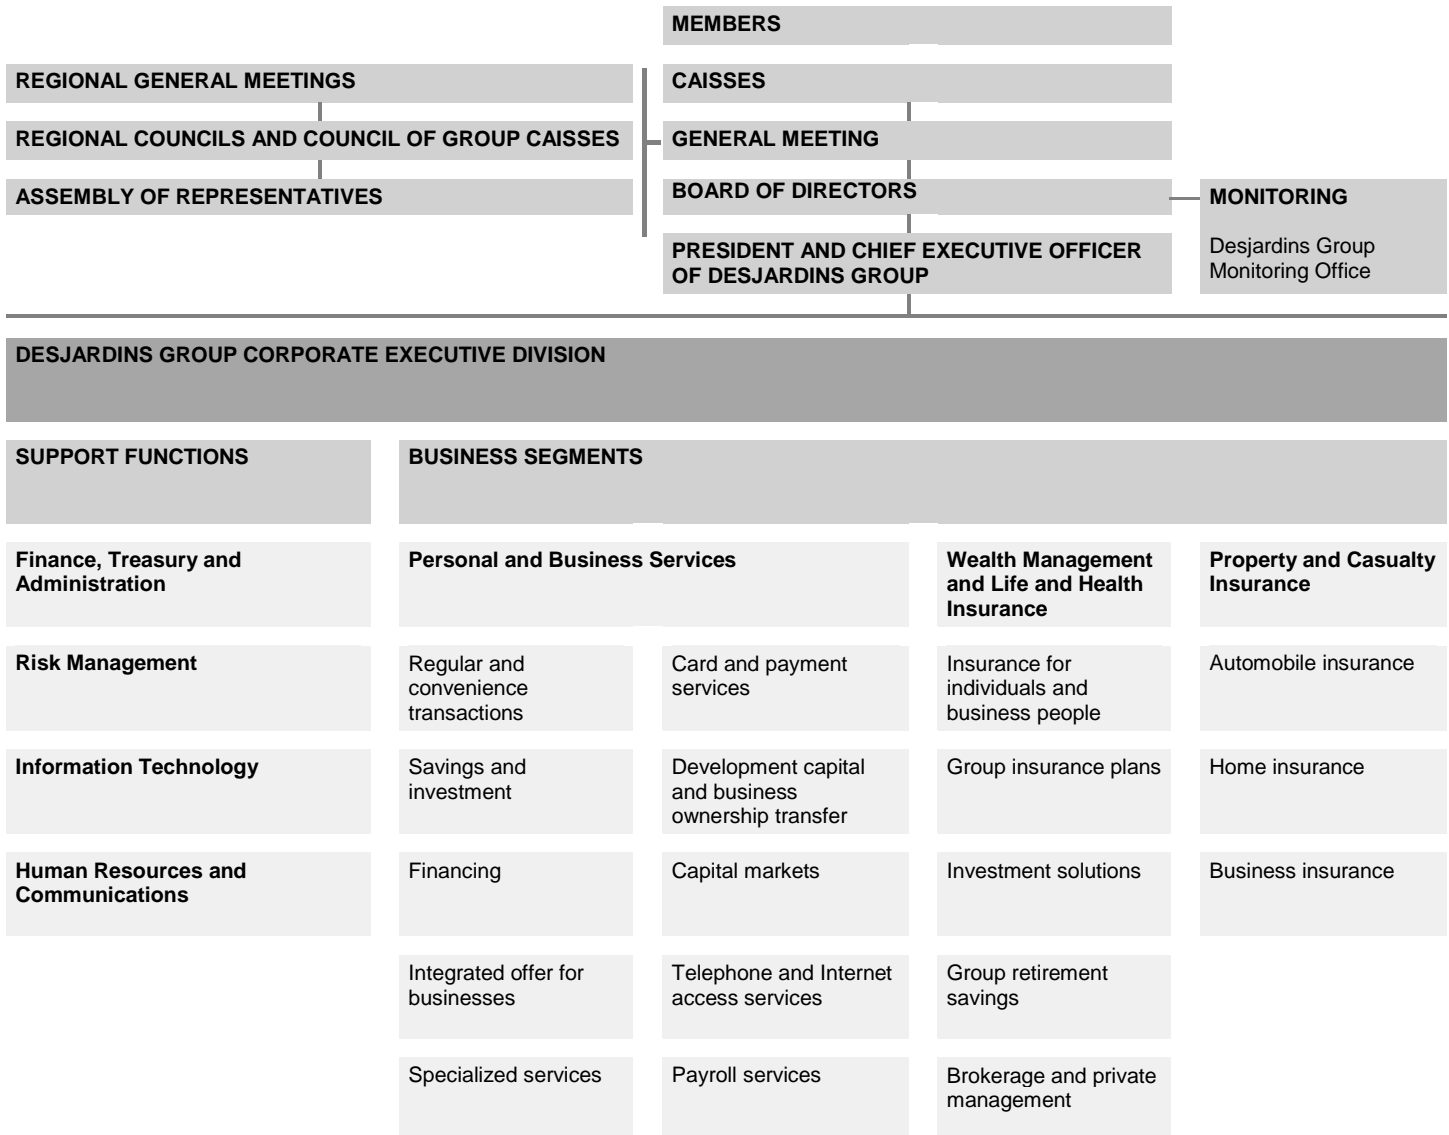 MEMBERS
REGIONAL GENERAL MEETINGS
CAISSES
REGIONAL COUNCILS AND COUNCIL OF GROUP CAISSES
GENERAL MEETING
ASSEMBLY OF REPRESENTATIVES
BOARD OF DIRECTORS
MONITORING
Desjardins Group
Monitoring Office
PRESIDENT AND CHIEF EXECUTIVE OFFICER
OF DESJARDINS GROUP
DESJARDINS GROUP CORPORATE EXECUTIVE DIVISION
SUPPORT FUNCTIONS
BUSINESS SEGMENTS
Finance, Treasury and
Administration
Personal and Business Services
Wealth Management
and Life and Health
Insurance
Property and Casualty
Insurance
Risk Management
Regular and
convenience
transactions
Card and payment
services
Insurance for
individuals and
business people
Automobile insurance
Information Technology
Savings and
investment
Development capital
and business
ownership transfer
Group insurance plans
Home insurance
Human Resources and
Communications
Financing
Capital markets
Investment solutions
Business insurance
Integrated offer for
businesses
Telephone and Internet
access services
Group retirement
savings
Specialized services
Payroll services
Brokerage and private
management